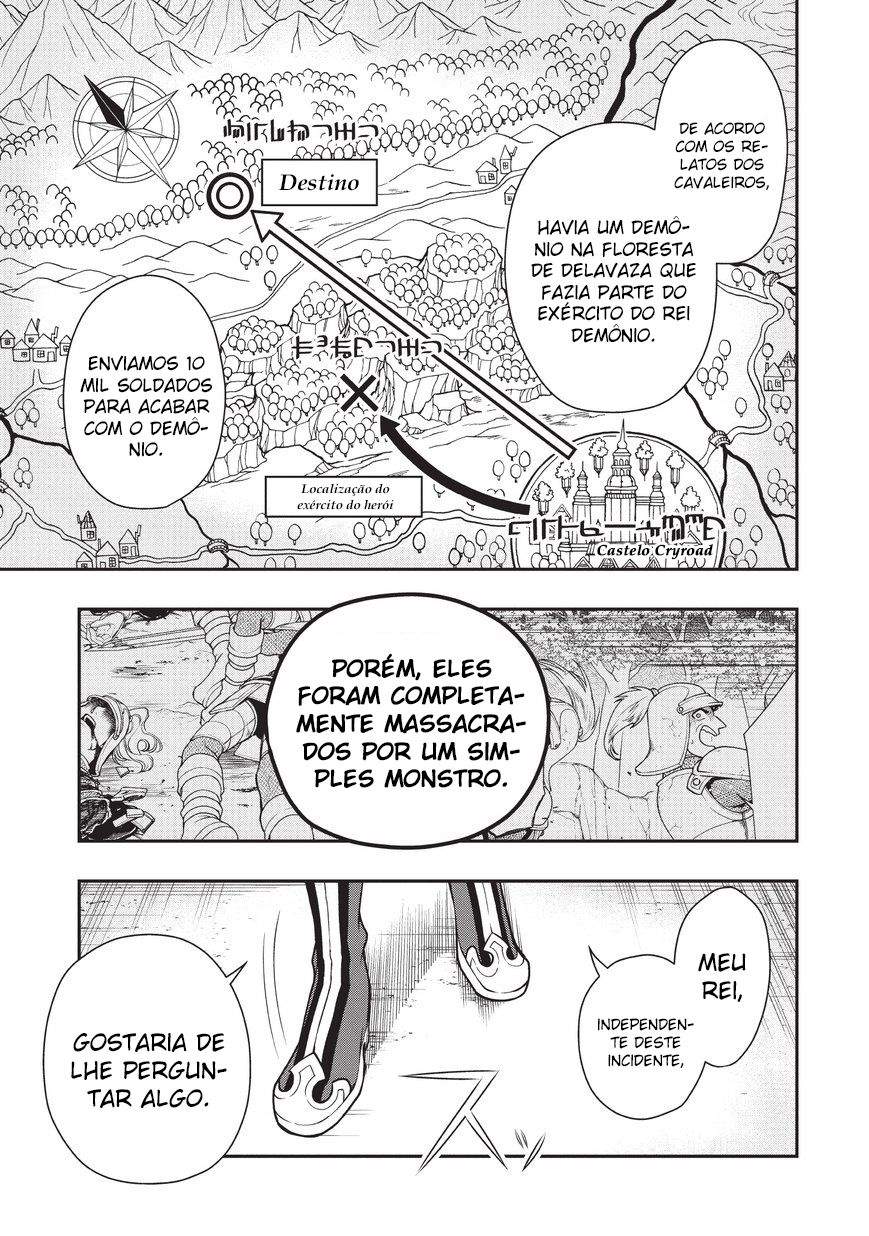 DE ACORDO
COM OS RE-
LATOS DOS
CAVALEIROS,
HAVIA UM DEMÔ-
NIO NA FLORESTA
DE DELAVAZA QUE
FAZIA PARTE DO
EXÉRCITO DO REI
DEMÔNIO.
Destino
ENVIAMOS 10
MIL SOLDADOS
PARA ACABAR
COM O DEMÔ-
NIO.
Localização do
exército do herói
Castelo Cryroad
PORÉM, ELES
FORAM COMPLETA-
MENTE MASSACRA-
DOS POR UM SIM-
PLES MONSTRO.
MEU
REI,
INDEPENDEN-
TE DESTE
INCIDENTE,
GOSTARIA DE
LHE PERGUN-
TAR ALGO.
ス